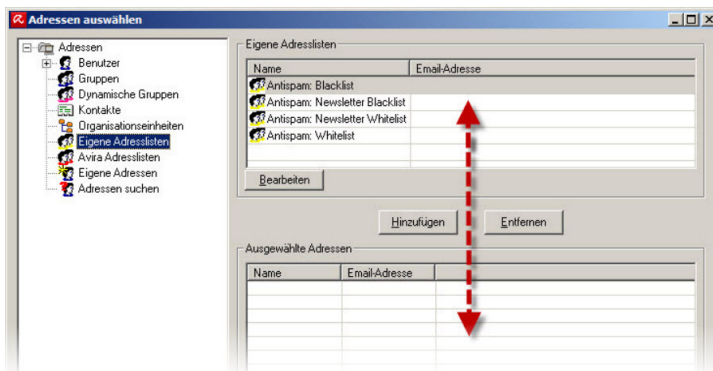 Adressen auswählen
Adressen
Benutzer
Gruppen
Dynamische Gruppen
Kontakte
Organisationseinheiten
Eigene Adresslisten
Avira Adresslisten
Eigene Adressen
Adressen suchen
Eigene Adresslisten
Name Email-Adresse
Antispam: Blacklist
Antispam: Newsletter Blacklist
Antispam: Newsletter Whitelist
Antispam: Whitelist
Bearbeiten
Hinzufügen Entfernen
Ausgewählte Adressen
Name Email-Adresse